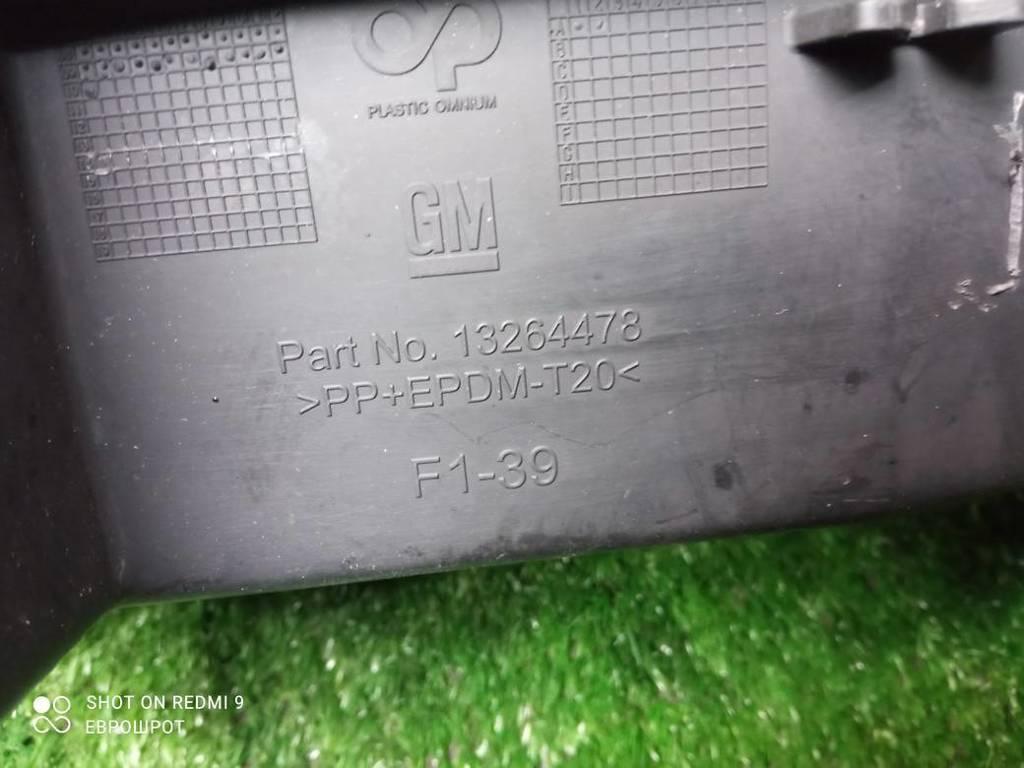 PLASTIC OMNIUM
GM
Part No. 13264478
>PP+EPDM-T20<
F1-39
A
B
C
D
E
F
G
H
SHOT ON REDMI 9
ЕВРОШРОТ